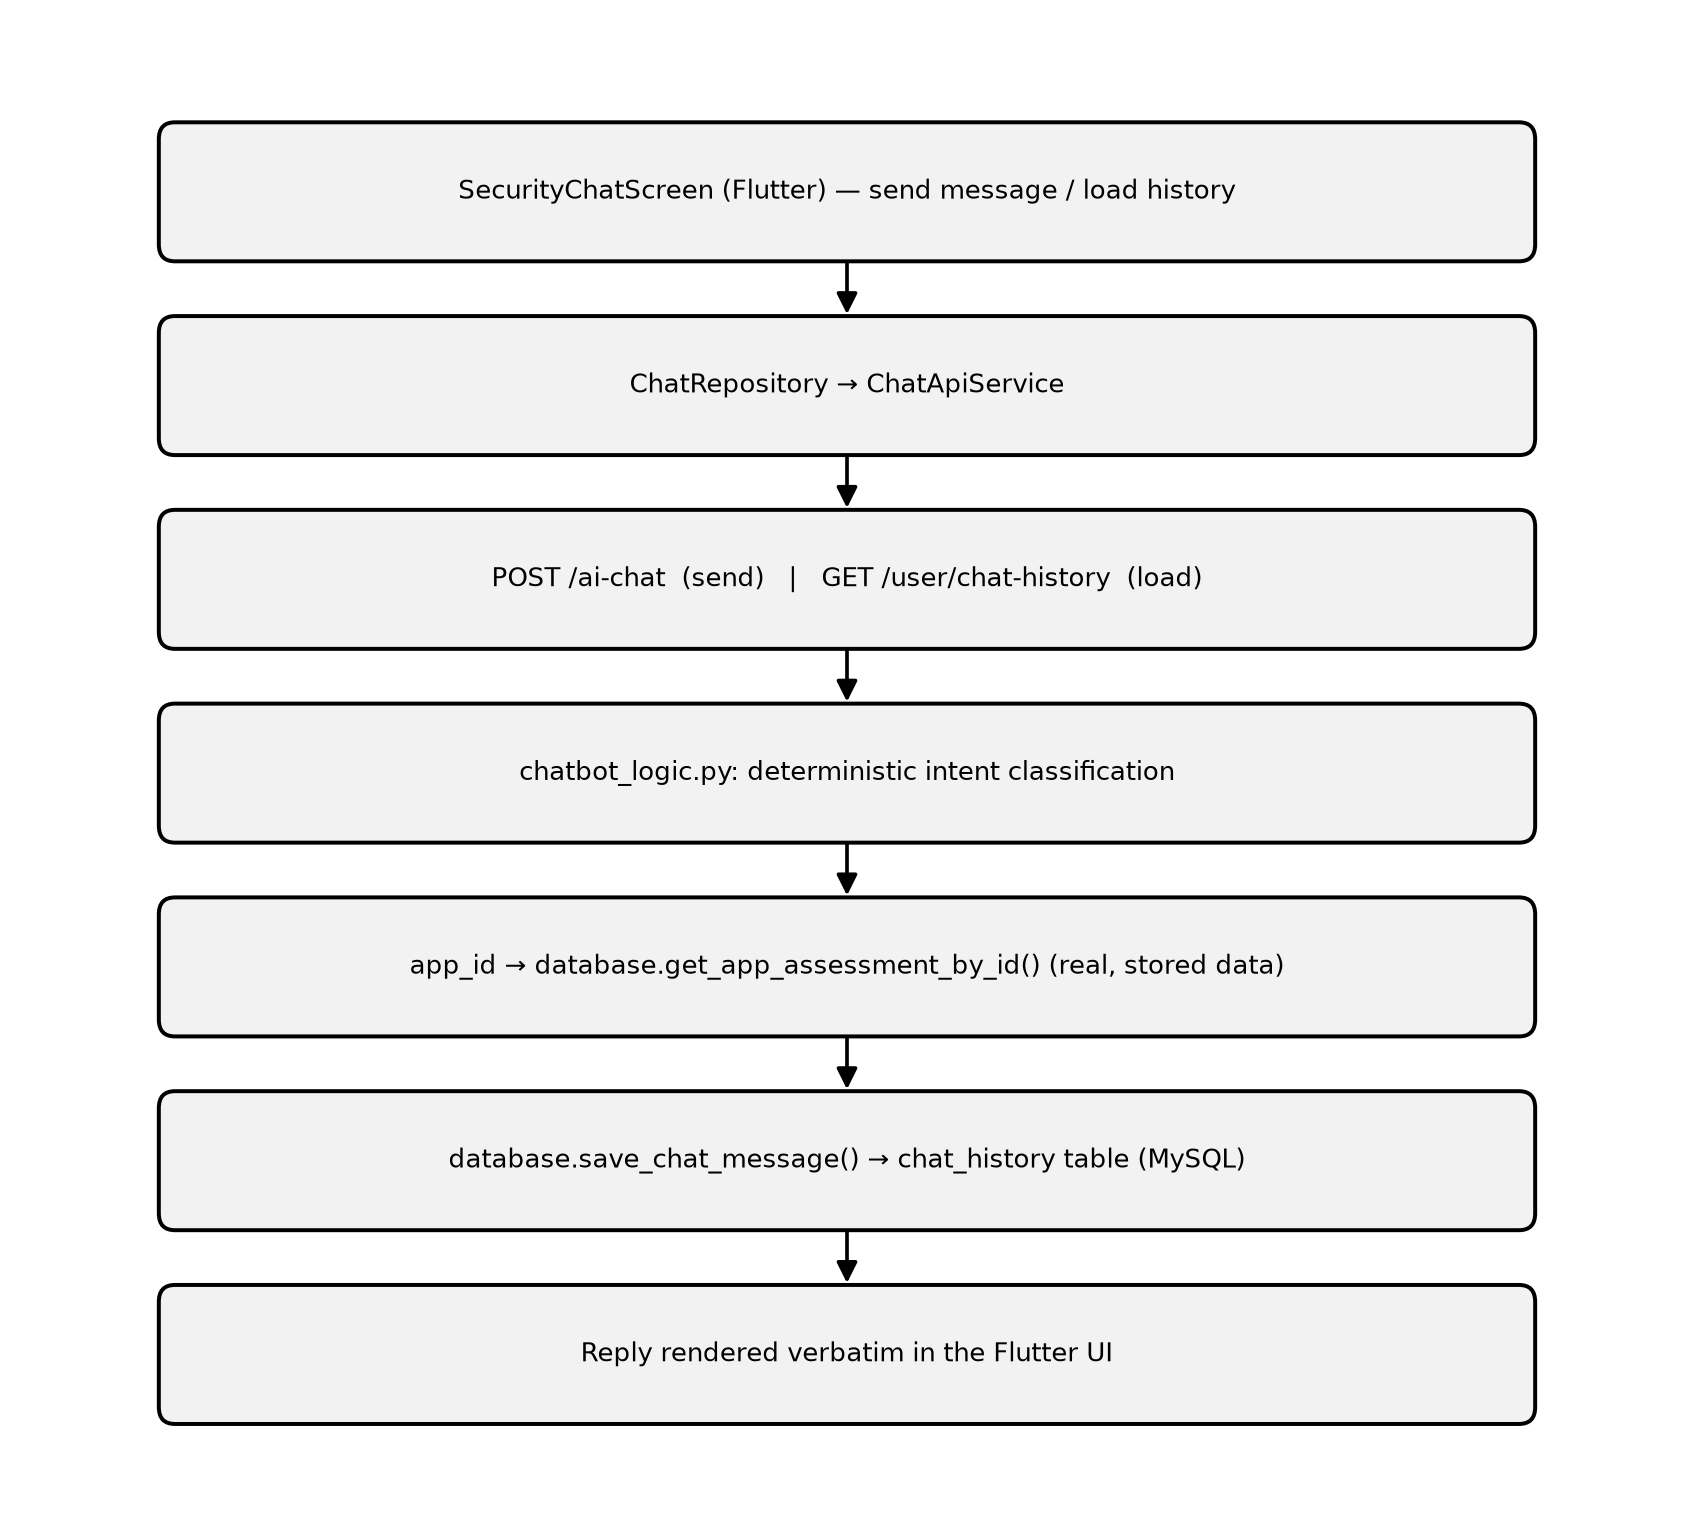 SecurityChatScreen (Flutter) — send message / load history
ChatRepository → ChatApiService
POST /ai-chat  (send)   |   GET /user/chat-history  (load)
chatbot_logic.py: deterministic intent classification
app_id → database.get_app_assessment_by_id() (real, stored data)
database.save_chat_message() → chat_history table (MySQL)
Reply rendered verbatim in the Flutter UI